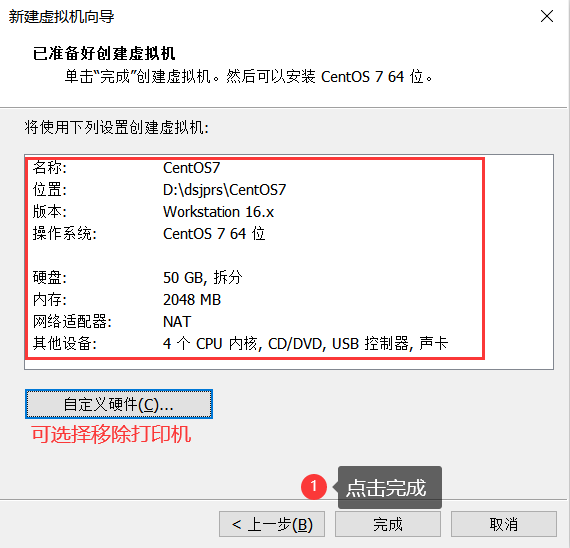 新建虚拟机向导
已准备好创建虚拟机
单击“完成”创建虚拟机。然后可以安装 CentOS 7 64 位。
将使用下列设置创建虚拟机:
名称: CentOS7
位置: D:\dsjprs\CentOS7
版本: Workstation 16.x
操作系统: CentOS 7 64 位
硬盘: 50 GB, 拆分
内存: 2048 MB
网络适配器: NAT
其他设备: 4 个 CPU 内核, CD/DVD, USB 控制器, 声卡
自定义硬件(C)...
可选择移除打印机
1 点击完成
< 上一步(B) 完成 取消